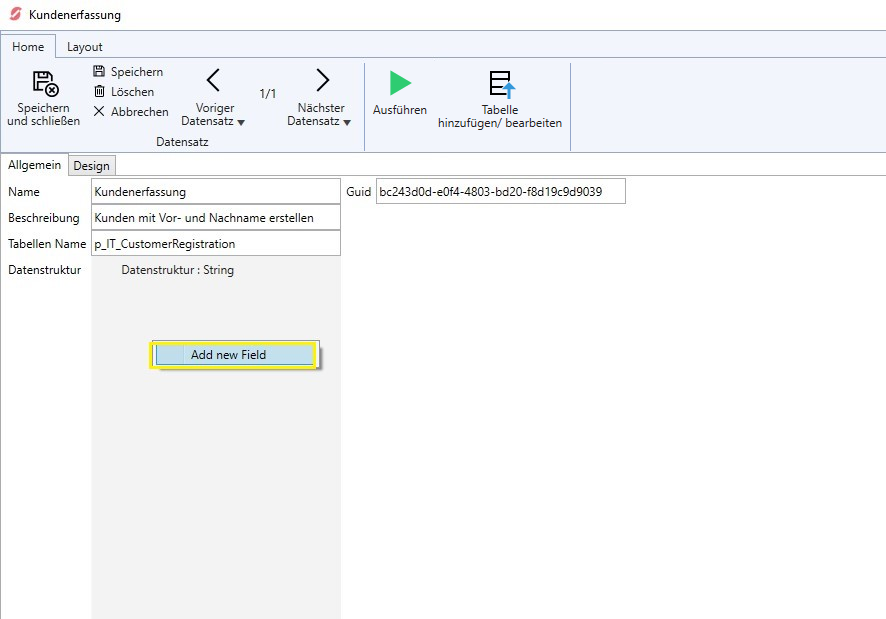 Kundenerfassung
Home Layout
Speichern und schließen
Speichern
Löschen
Abbrechen
Voriger Datensatz
1/1
Nächster Datensatz
Datensatz
Ausführen
Tabelle hinzufügen/ bearbeiten
Allgemein Design
Name Kundenerfassung Guid bc243d0d-e0f4-4803-bd20-f8d19c9d9039
Beschreibung Kunden mit Vor- und Nachname erstellen
Tabellen Name p_IT_CustomerRegistration
Datenstruktur Datenstruktur : String
Add new Field